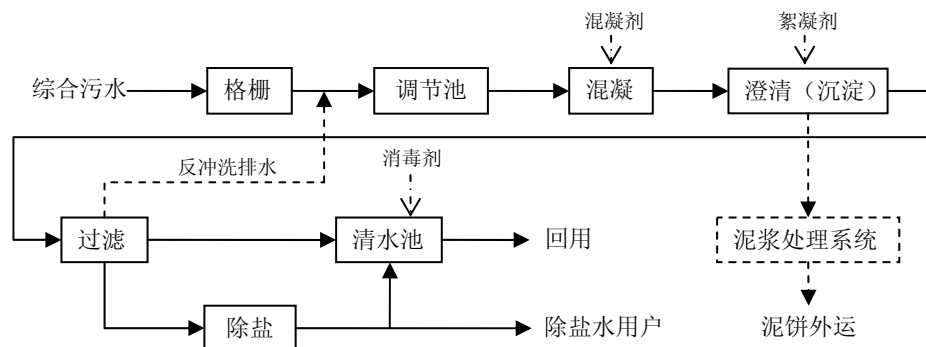 混凝剂
絮凝剂
综合污水
格栅
调节池
混凝
澄清（沉淀）
反冲洗排水
消毒剂
过滤
清水池
回用
泥浆处理系统
除盐
除盐水用户
泥饼外运